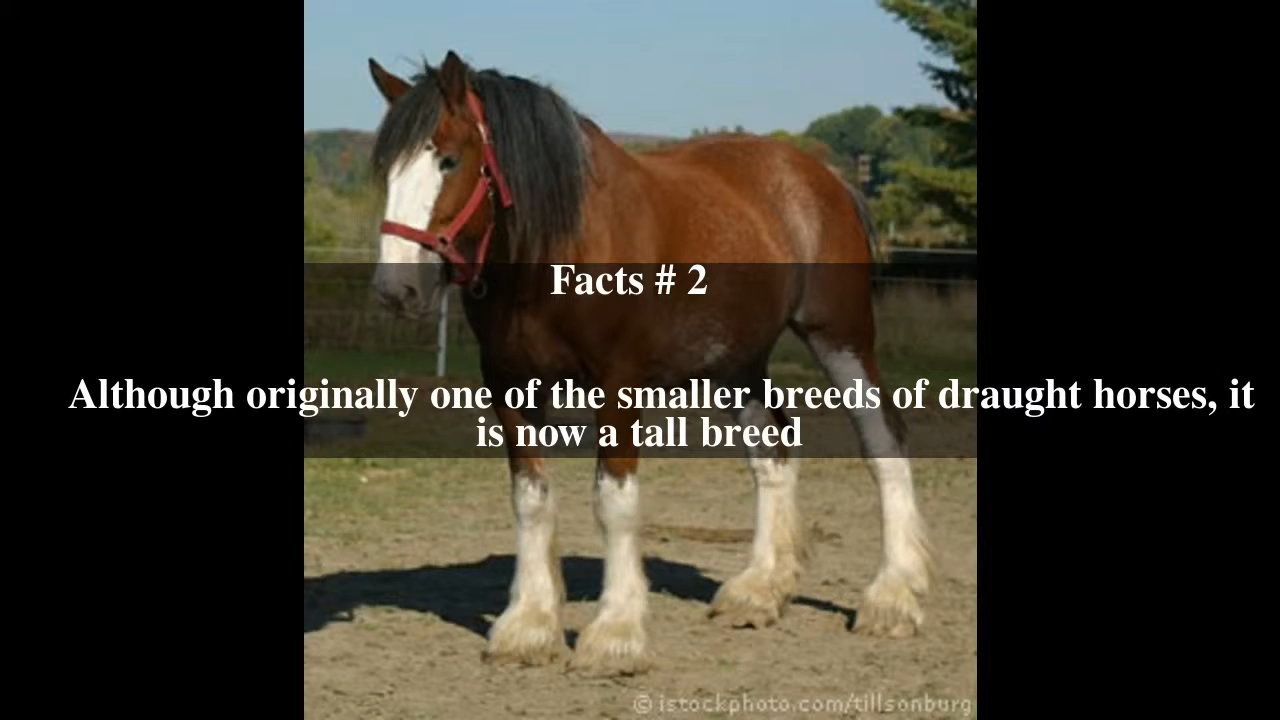 Facts # 2
Although originally one of the smaller breeds of draught horses, it
is now a tall breed
© istockphoto.com/tillsonburg